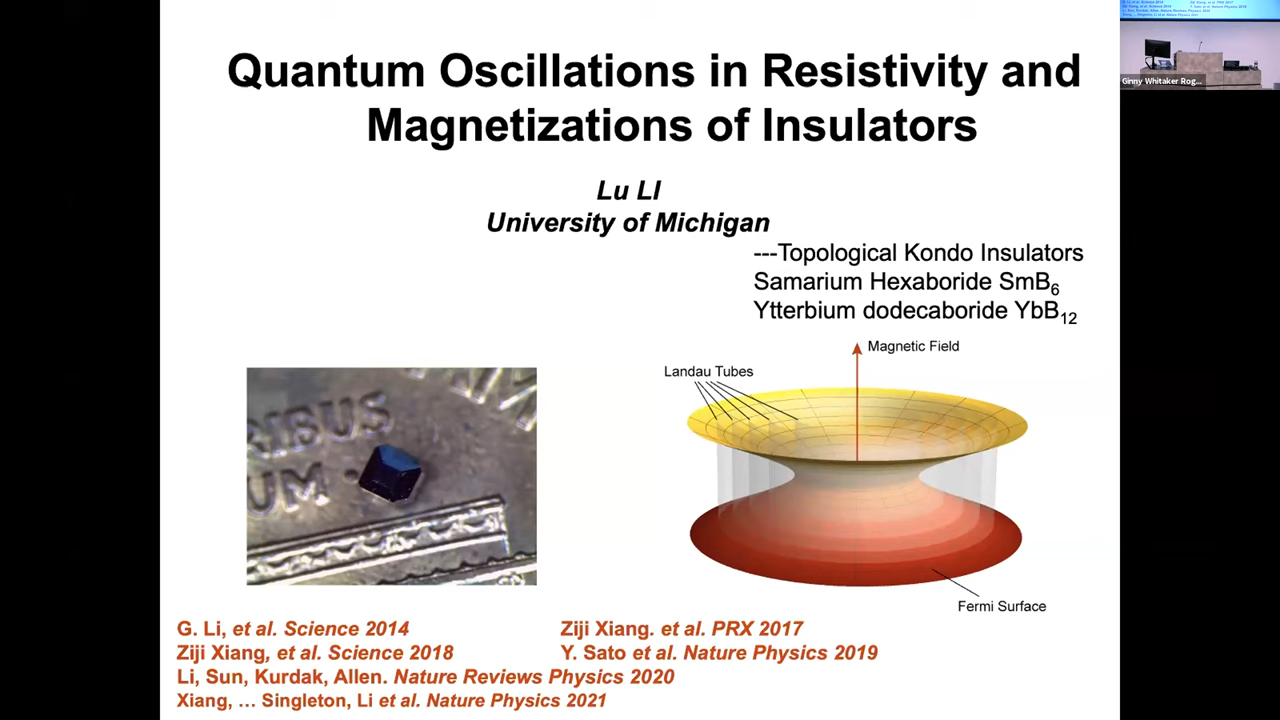 Quantum Oscillations in Resistivity and
Magnetizations of Insulators
Lu LI
University of Michigan
---Topological Kondo Insulators
Samarium Hexaboride SmB6
Ytterbium dodecaboride YbB12
Magnetic Field
Landau Tubes
Fermi Surface
RIBUS
UM
G. Li, et al. Science 2014
Ziji Xiang. et al. PRX 2017
Ziji Xiang, et al. Science 2018
Y. Sato et al. Nature Physics 2019
Li, Sun, Kurdak, Allen. Nature Reviews Physics 2020
Xiang, … Singleton, Li et al. Nature Physics 2021
Ginny Whitaker Rog...